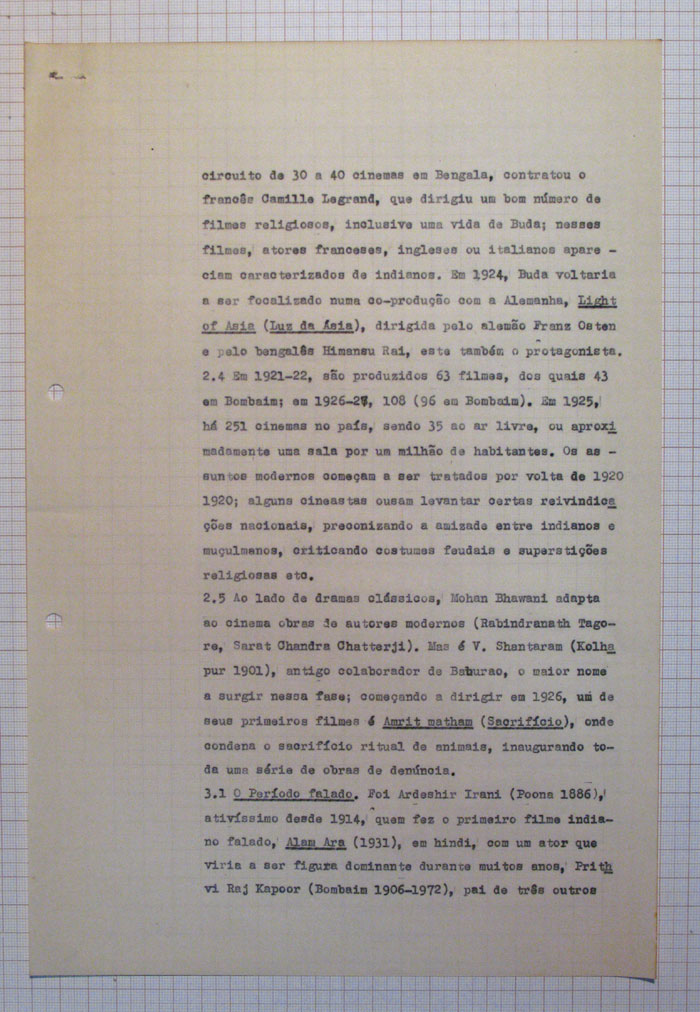 circuito de 30 a 40 cinemas em Bengala, contratou o
francês Camille Legrand, que dirigiu um bom número de
filmes religiosos, inclusive uma vida de Buda; nesses
filmes, atores franceses, ingleses ou italianos apare -
ciam caracterizados de indianos. Em 1924, Buda voltaria
a ser focalizado numa co-produção com a Alemanha, Light
of Asia (Luz da Ásia), dirigida pelo alemão Franz Osten
e pelo bengalês Himansu Rai, este também o protagonista.
2.4 Em 1921-22, são produzidos 63 filmes, dos quais 43
em Bombaim; em 1926-27, 108 (96 em Bombaim). Em 1925,
há 251 cinemas no país, sendo 35 ao ar livre, ou aproxi
madamente uma sala por um milhão de habitantes. Os as -
suntos modernos começam a ser tratados por volta de 1920
1920; alguns cineastas ousam levantar certas reivindica
ções nacionais, preconizando a amizade entre indianos e
muçulmanos, criticando costumes feudais e superstições
religiosas etc.
2.5 Ao lado de dramas clássicos, Mohan Bhawani adapta
ao cinema obras de autores modernos (Rabindranath Tago-
re, Sarat Chandra Chatterji). Mas é V. Shantaram (Kolha
pur 1901), antigo colaborador de Baburao, o maior nome
a surgir nessa fase; começando a dirigir em 1926, um de
seus primeiros filmes é Amrit matham (Sacrifício), onde
condena o sacrifício ritual de animais, inaugurando to-
da uma série de obras de denúncia.
3.1 O Período falado. Foi Ardeshir Irani (Poona 1886),
ativíssimo desde 1914, quem fez o primeiro filme india-
no falado, Alam Ara (1931), em hindi, com um ator que
viria a ser figura dominante durante muitos anos, Prith
vi Raj Kapoor (Bombaim 1906-1972), pai de três outros